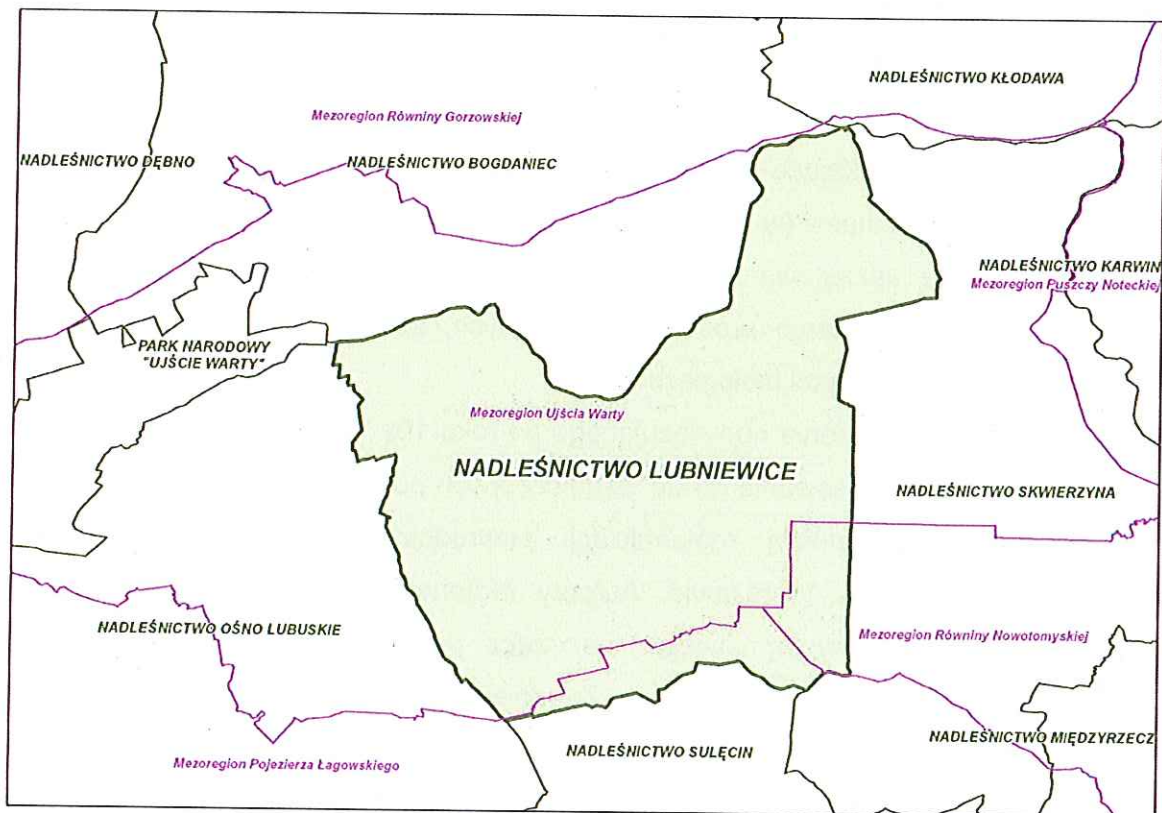 NADLEŚNICTWO KŁODAWA
Mezoregion Równiny Gorzowskiej
NADLEŚNICTWO DĘBNO
NADLEŚNICTWO BOGDANIEC
NADLEŚNICTWO KARWIN
Mezoregion Puszczy Noteckiej
PARK NARODOWY
"UJŚCIE WARTY"
Mezoregion Ujścia Warty
NADLEŚNICTWO LUBNIEWICE
NADLEŚNICTWO SKWIERZYNA
NADLEŚNICTWO OŚNO LUBUSKIE
Mezoregion Równiny Nowotomyskiej
NADLEŚNICTWO SULĘCIN
NADLEŚNICTWO MIĘDZYRZECZ
Mezoregion Pojezierza Łagowskiego